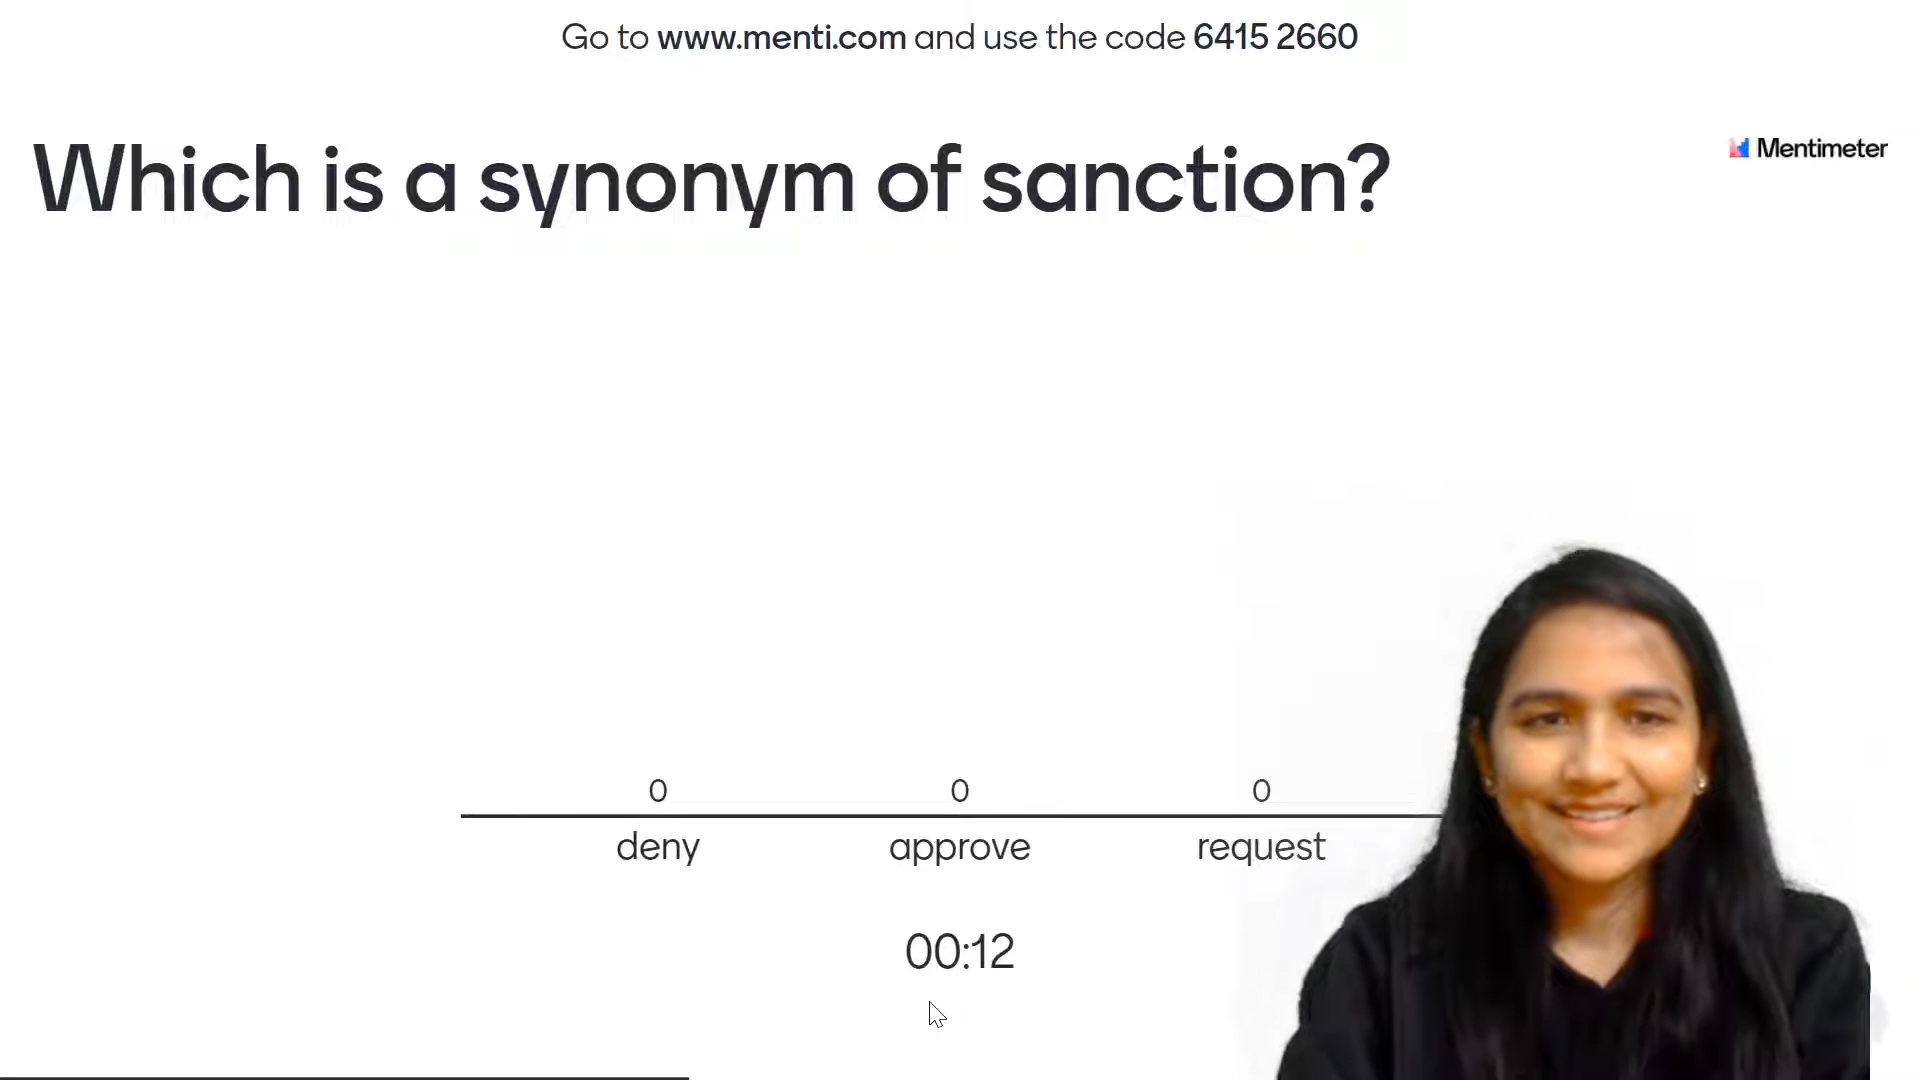 Go to www.menti.com and use the code 6415 2660
Which is a synonym of sanction?
Mentimeter
0 0 0
deny approve request
00:12